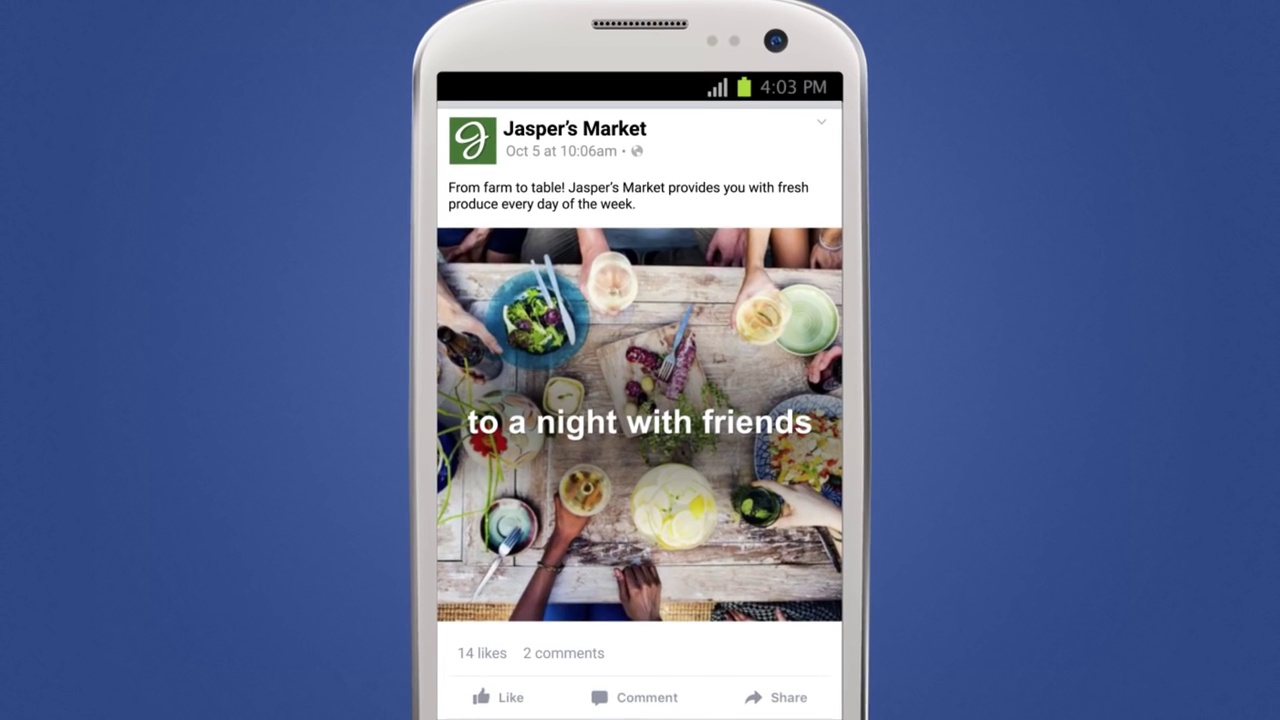 4:03 PM
Jasper's Market
Oct 5 at 10:06am •
From farm to table! Jasper's Market provides you with fresh
produce every day of the week.
to a night with friends
14 likes 2 comments
Like Comment Share